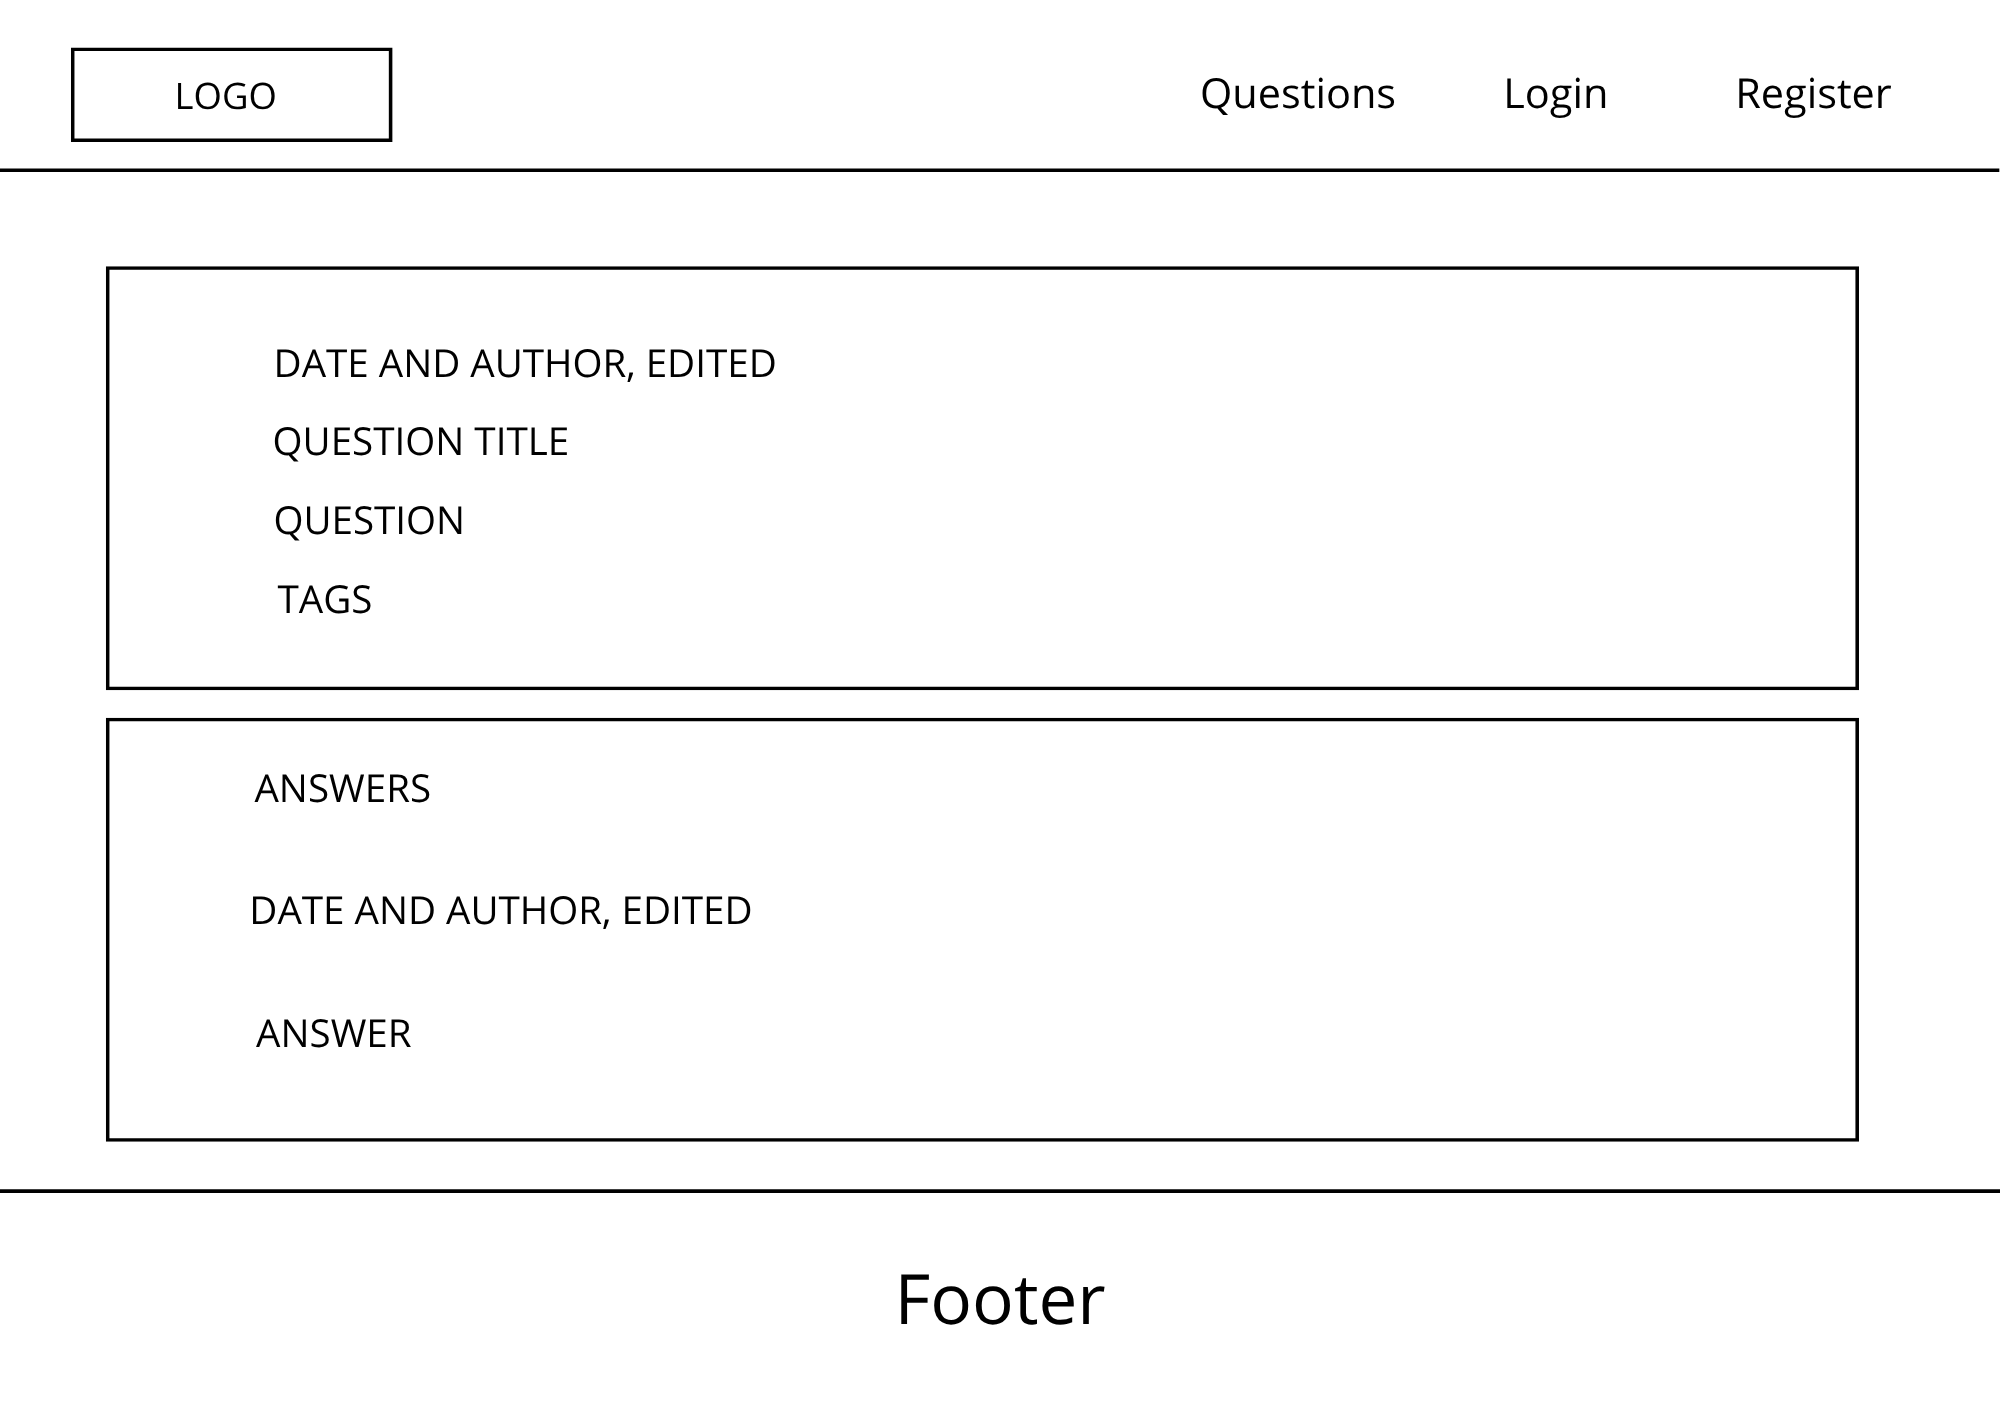 LOGO
Questions Login Register
DATE AND AUTHOR, EDITED
QUESTION TITLE
QUESTION
TAGS
ANSWERS
DATE AND AUTHOR, EDITED
ANSWER
Footer